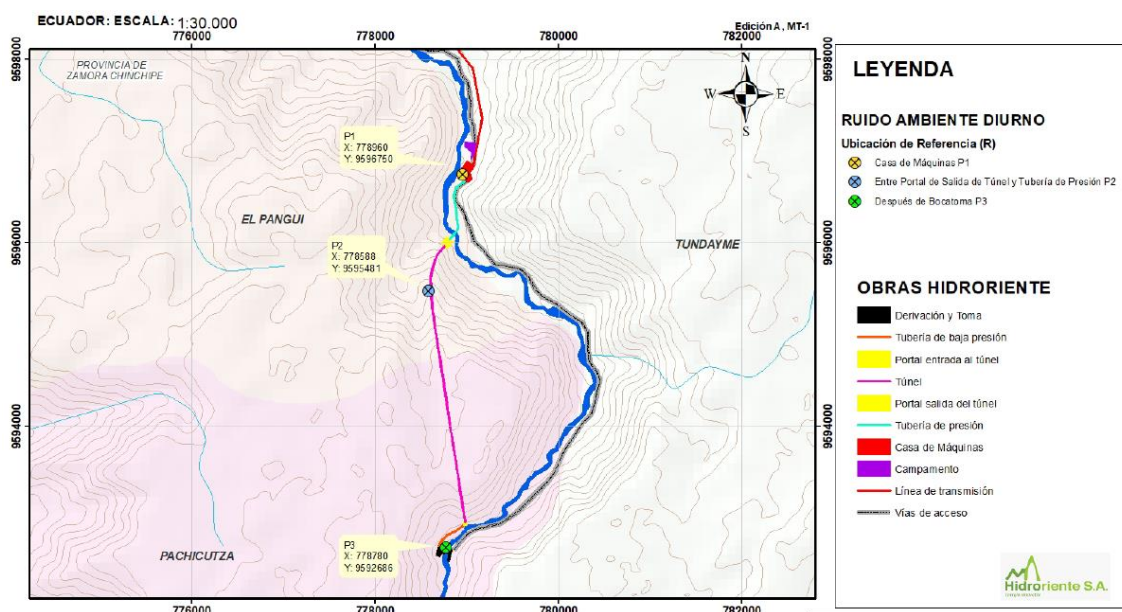 ECUADOR: ESCALA: 1:30.000
Edición A, MT-1
776000 778000 780000 782000
9598000 9598000
PROVINCIA DE
ZAMORA CHINCHIPE
N
W E
S
P1
X: 778960
Y: 9596750
EL PANGUI
TUNDAYME
9596000 9596000
P2
X: 778588
Y: 9595481
9594000 9594000
P3
X: 778780
Y: 9592686
PACHICUTZA
776000 778000 780000 782000
LEYENDA
RUIDO AMBIENTE DIURNO
Ubicación de Referencia (R)
Casa de Máquinas P1
Entre Portal de Salida de Túnel y Tubería de Presión P2
Después de Bocatoma P3
OBRAS HIDRORIENTE
Derivación y Toma
Tubería de baja presión
Portal entrada al túnel
Túnel
Portal salida del túnel
Tubería de presión
Casa de Máquinas
Campamento
Línea de transmisión
Vías de acceso
Hidroriente S.A.